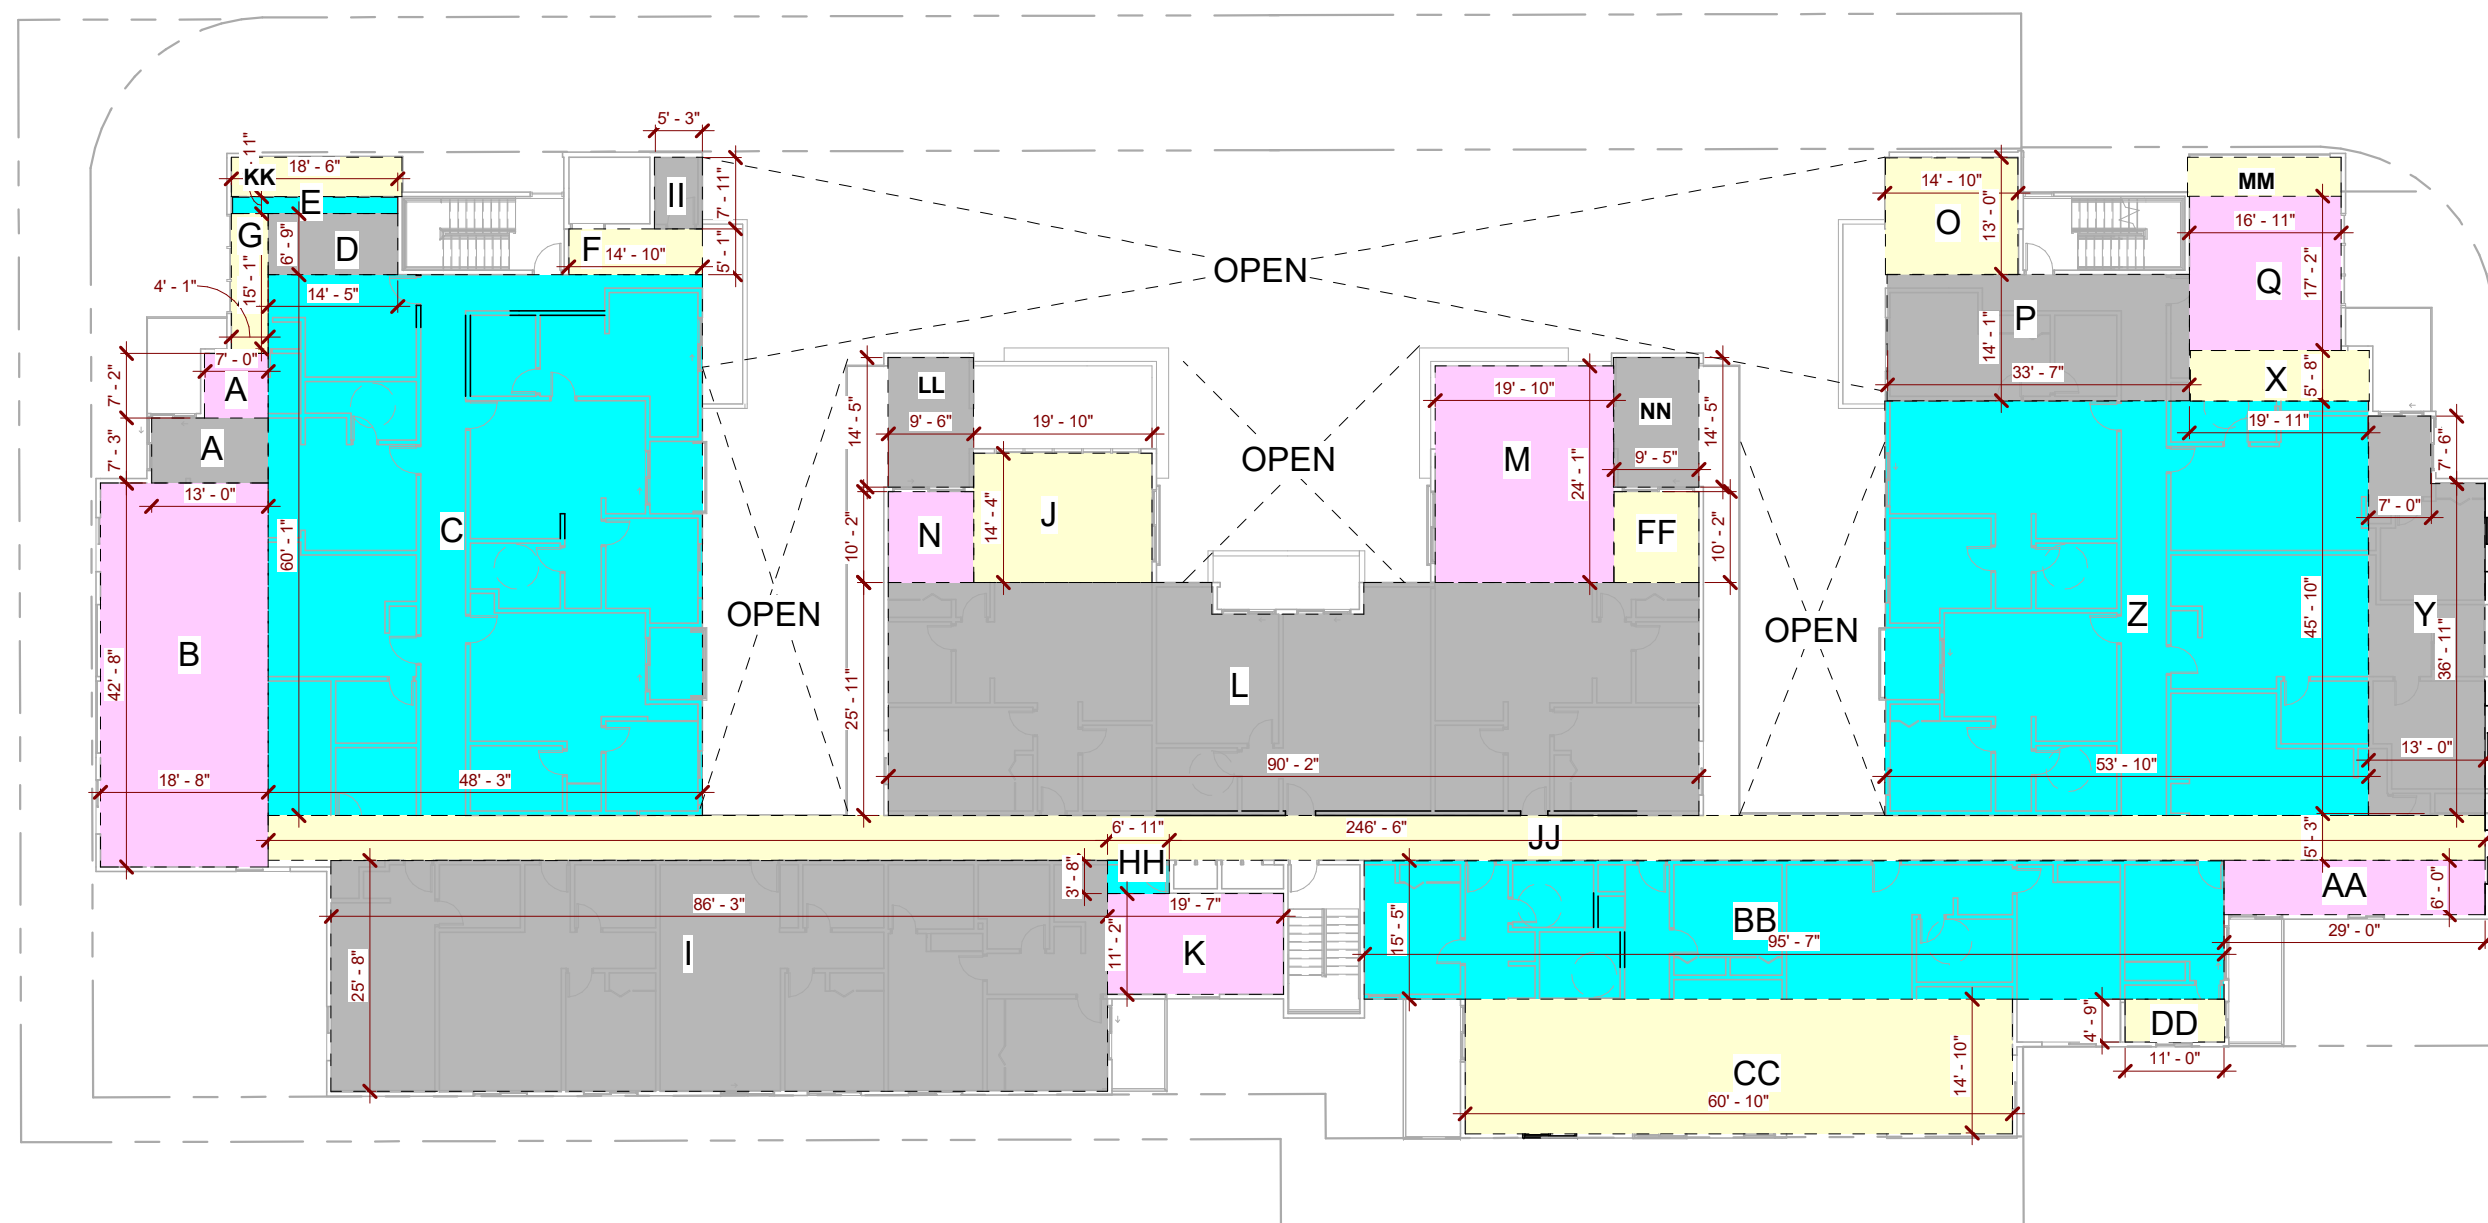 5' - 3"
11"
18' - 6"
KK
E
II
7' - 11"
G
6' - 9"
D
F
14' - 10"
5' - 1"
15' - 1"
4' - 1"
14' - 5"
7' - 0"
7' - 2"
A
7' - 3"
A
13' - 0"
B
42' - 8"
18' - 8"
C
60' - 1"
48' - 3"
OPEN
OPEN
OPEN
OPEN
14' - 10"
O
13' - 0"
MM
16' - 11"
Q
17' - 2"
P
14' - 1"
33' - 7"
X
5' - 8"
19' - 11"
LL
14' - 5"
9' - 6"
19' - 10"
N
10' - 2"
J
14' - 4"
19' - 10"
M
24' - 1"
NN
14' - 5"
9' - 5"
FF
10' - 2"
L
25' - 11"
90' - 2"
7' - 6"
7' - 0"
Z
45' - 10"
Y
36' - 11"
53' - 10"
13' - 0"
6' - 11"
246' - 6"
JJ
5' - 3"
HH
3' - 8"
86' - 3"
I
25' - 8"
19' - 7"
K
11' - 2"
15' - 5"
BB
95' - 7"
AA
6' - 0"
29' - 0"
4' - 9"
DD
11' - 0"
CC
14' - 10"
60' - 10"